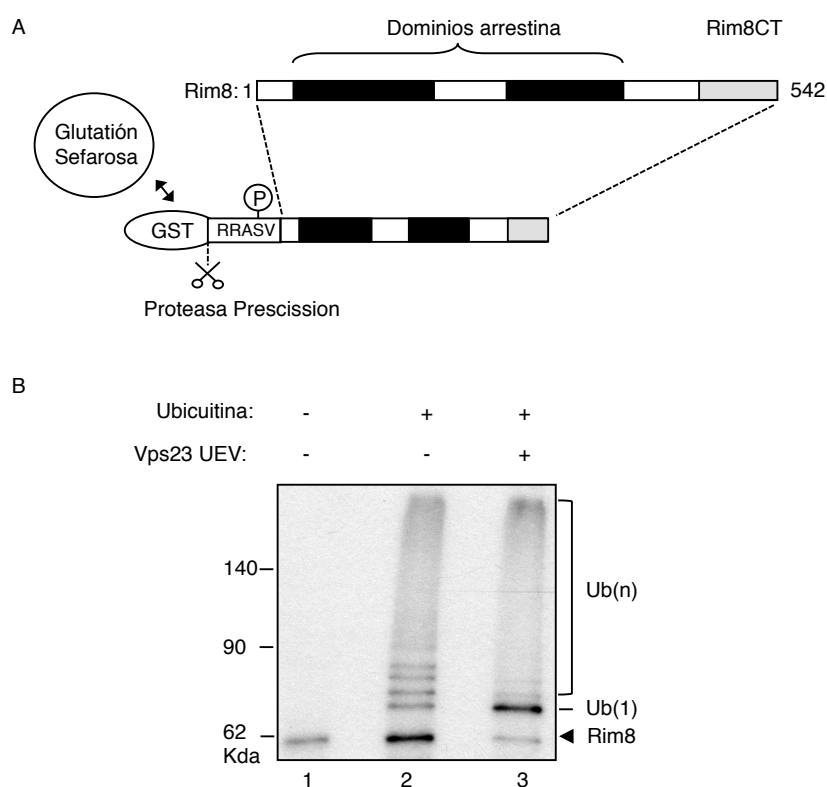 A
Dominios arrestina
Rim8CT
Rim8: 1
542
Glutatión
Sefarosa
P
GST
RRASV
Proteasa Prescission
B
Ubicuitina: - + +
Vps23 UEV: - - +
140
90
62
Kda
Ub(n)
Ub(1)
Rim8
1 2 3